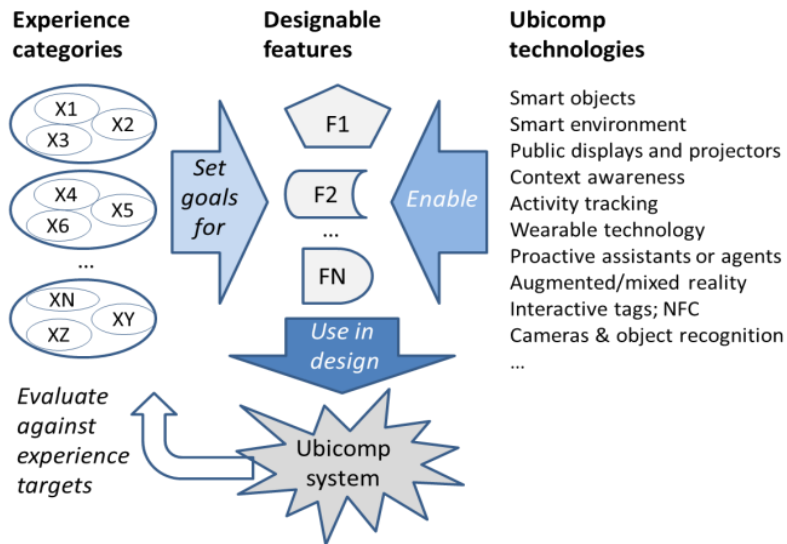 Experience
categories
Designable
features
Ubicomp
technologies
X1
X2
X3
X4
X5
X6
...
XN
XY
XZ
Set
goals
for
F1
F2
...
FN
Enable
Smart objects
Smart environment
Public displays and projectors
Context awareness
Activity tracking
Wearable technology
Proactive assistants or agents
Augmented/mixed reality
Interactive tags; NFC
Cameras & object recognition
...
Use in
design
Evaluate
against
experience
targets
Ubicomp
system